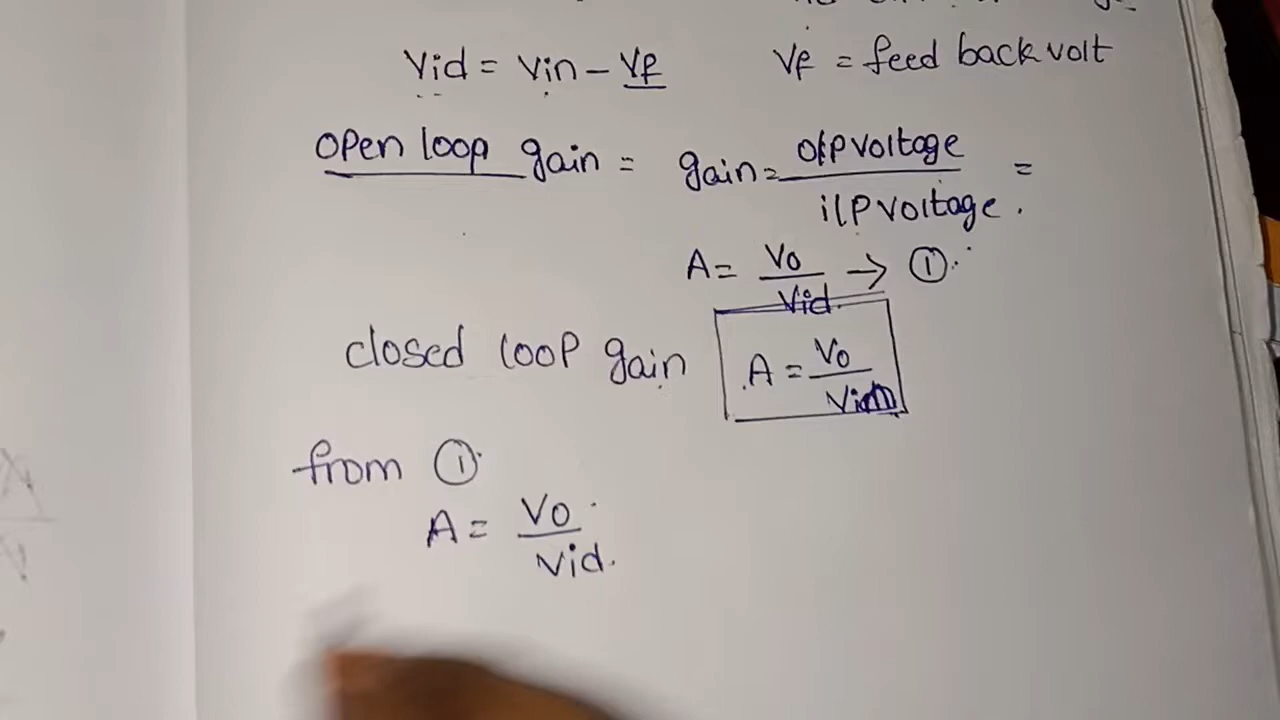 Vid = Vin - Vf Vf = feed back volt
open loop gain = gain = o/p voltage / i/p voltage. =
A = Vo / Vid. → ①
closed loop gain A = Vo / Vin
from ①
A = Vo / Vid.